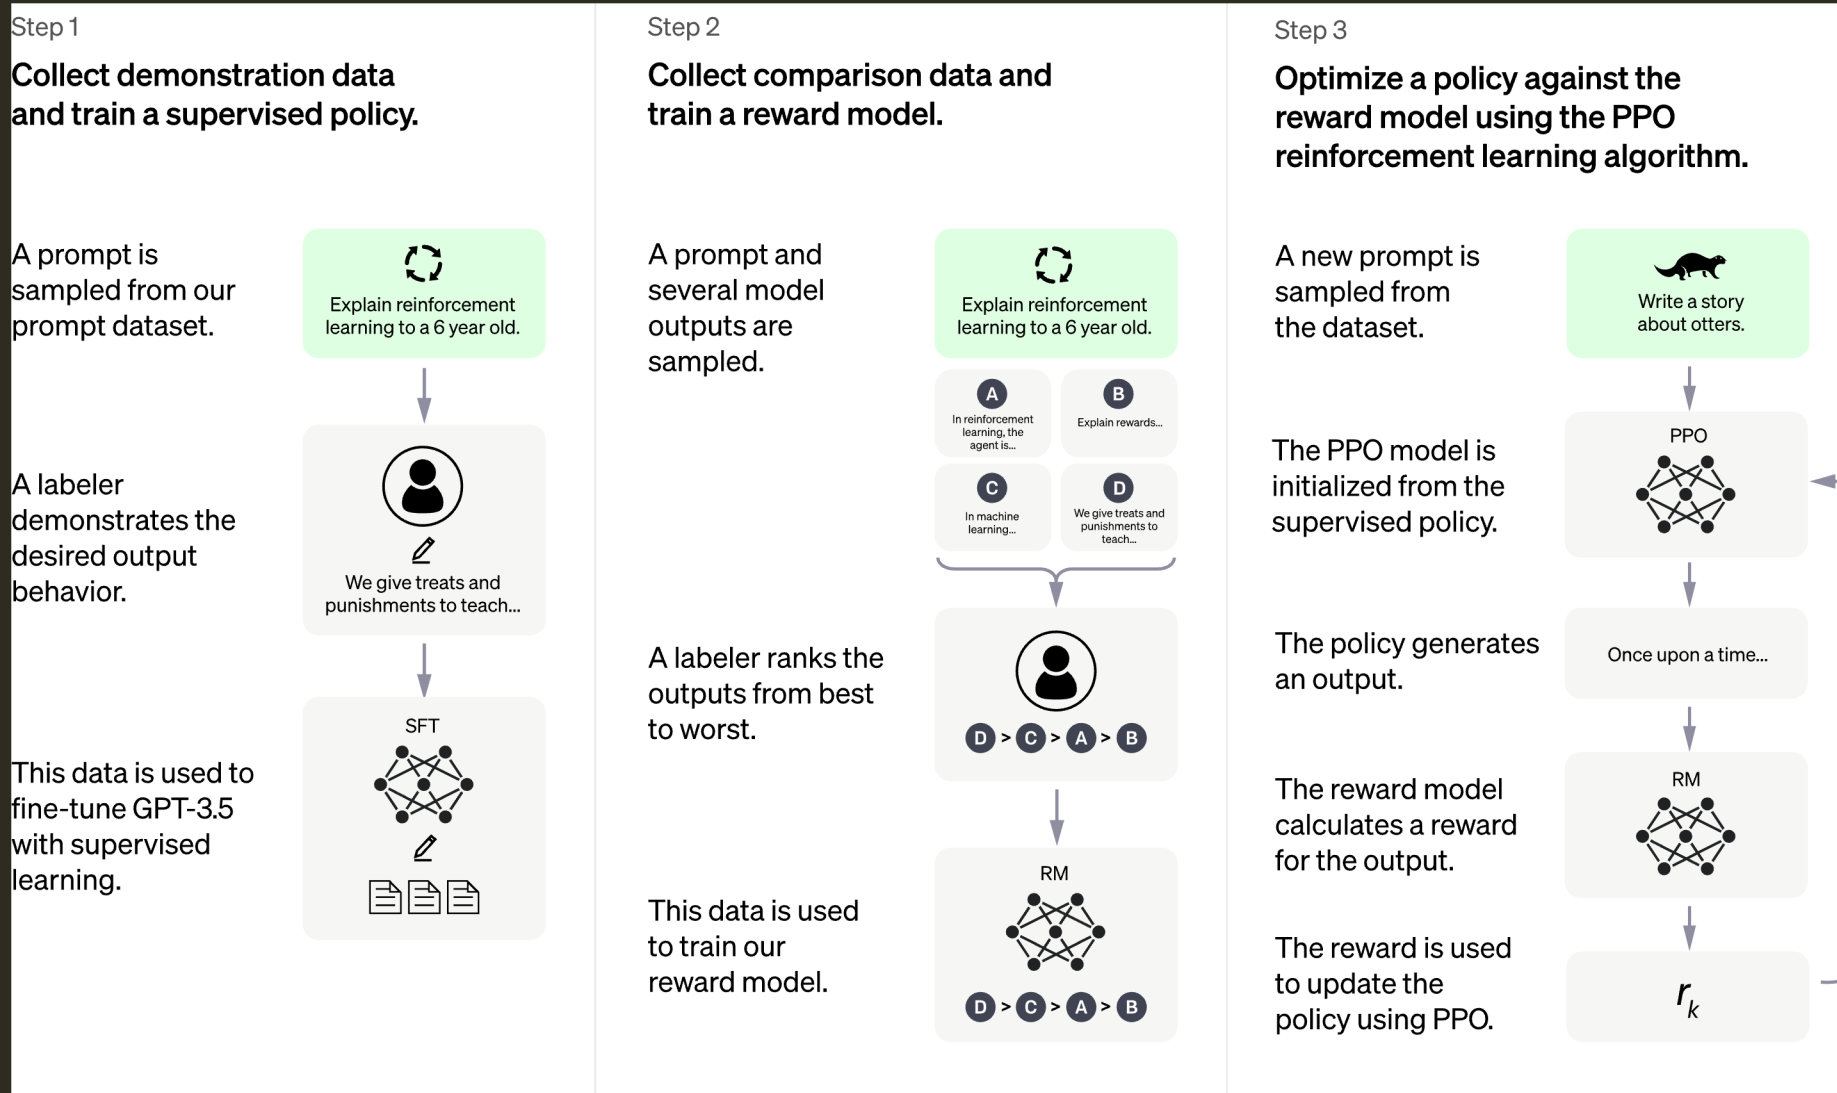 Step 1
Collect demonstration data
and train a supervised policy.
A prompt is
sampled from our
prompt dataset.
Explain reinforcement
learning to a 6 year old.
A labeler
demonstrates the
desired output
behavior.
We give treats and
punishments to teach...
This data is used to
fine-tune GPT-3.5
with supervised
learning.
SFT
Step 2
Collect comparison data and
train a reward model.
A prompt and
several model
outputs are
sampled.
Explain reinforcement
learning to a 6 year old.
A
In reinforcement
learning, the
agent is...
B
Explain rewards...
C
In machine
learning...
D
We give treats and
punishments to
teach...
A labeler ranks the
outputs from best
to worst.
D > C > A > B
This data is used
to train our
reward model.
RM
D > C > A > B
Step 3
Optimize a policy against the
reward model using the PPO
reinforcement learning algorithm.
A new prompt is
sampled from
the dataset.
Write a story
about otters.
The PPO model is
initialized from the
supervised policy.
PPO
The policy generates
an output.
Once upon a time...
The reward model
calculates a reward
for the output.
RM
The reward is used
to update the
policy using PPO.
rk